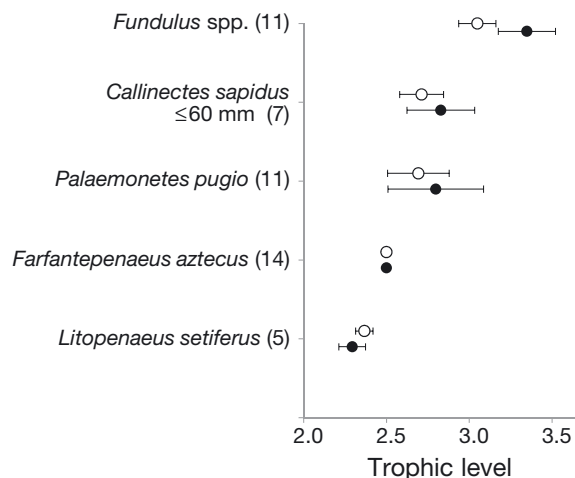 Fundulus spp. (11)
Callinectes sapidus
≤60 mm (7)
Palaemonetes pugio (11)
Farfantepenaeus aztecus (14)
Litopenaeus setiferus (5)
2.0 2.5 3.0 3.5
Trophic level